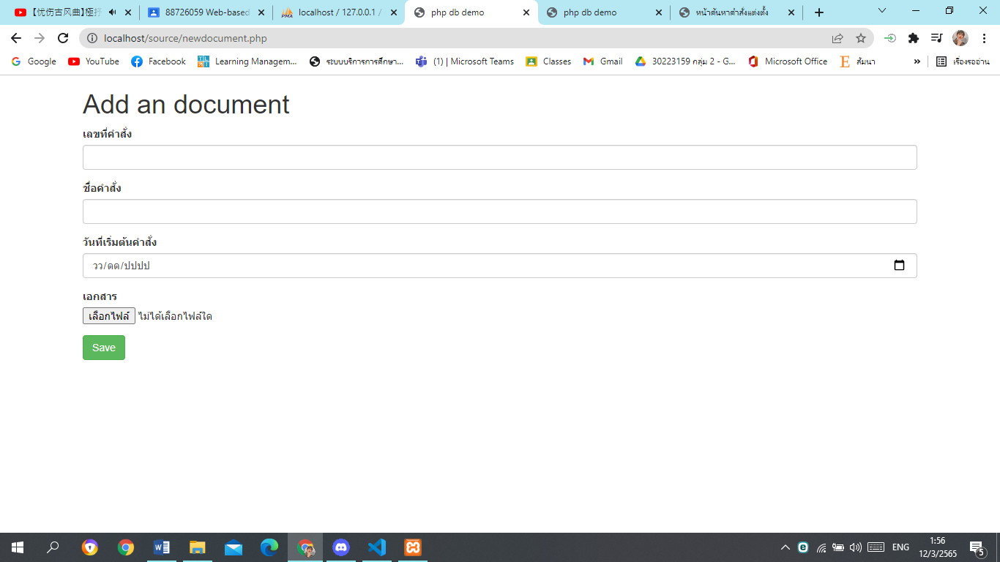 【优伤古风曲】 88726059 Web-based localhost / 127.0.0.1 / php db demo php db demo หน้าค้นหาคำสั่งแต่งตั้ง
localhost/source/newdocument.php
Google YouTube Facebook Learning Managem... ระบบบริการการศึกษา... (1) | Microsoft Teams Classes Gmail 30223159 กลุ่ม 2 - G... Microsoft Office สัมนา » เรื่องรออ่าน
Add an document
เลขที่คำสั่ง
ชื่อคำสั่ง
วันที่เริ่มต้นคำสั่ง
วว/ดด/ปปปป
เอกสาร
เลือกไฟล์ ไม่ได้เลือกไฟล์ใด
Save
ENG 1:56
12/3/2565 5